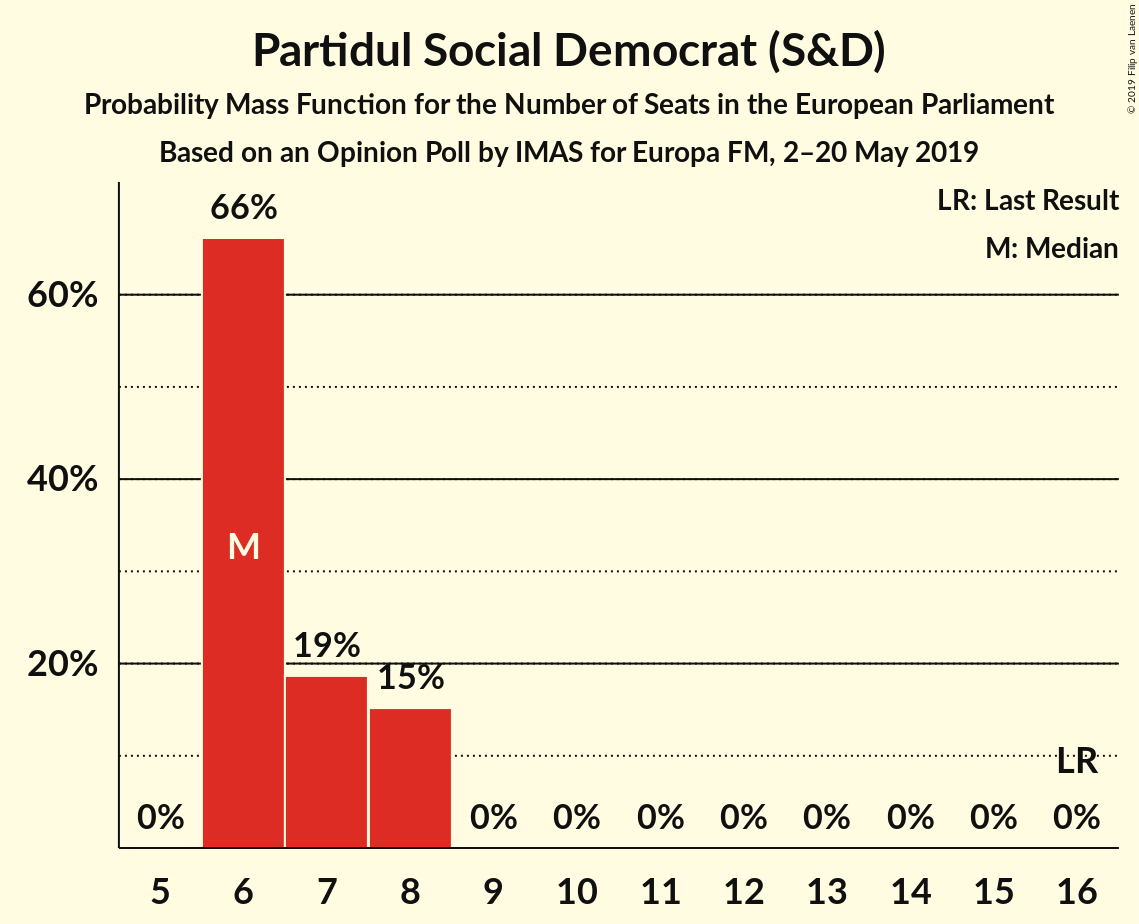 Partidul Social Democrat (S&D)
Probability Mass Function for the Number of Seats in the European Parliament
Based on an Opinion Poll by IMAS for Europa FM, 2–20 May 2019
© 2019 Filip van Laenen
LR: Last Result
M: Median
66%
60%
40%
M
19%
20%
15%
LR
0% 0% 0% 0% 0% 0% 0% 0% 0%
5 6 7 8 9 10 11 12 13 14 15 16